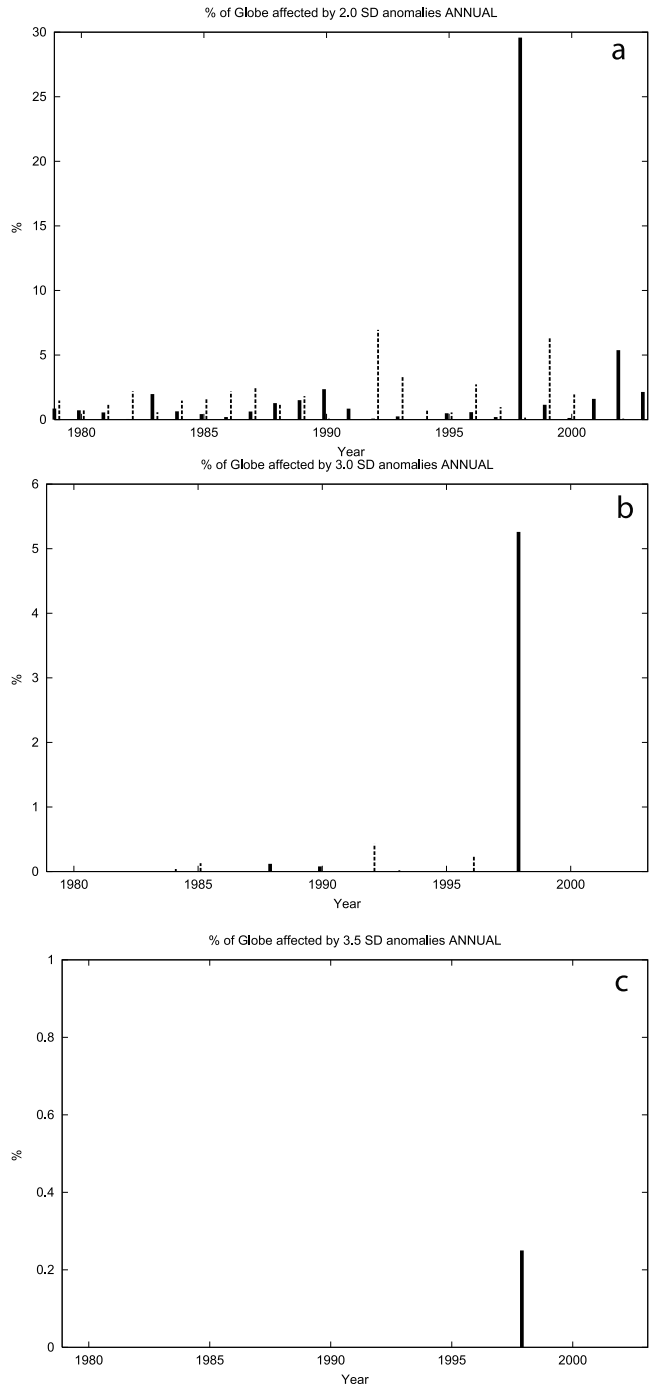 % of Globe affected by 2.0 SD anomalies ANNUAL
a
30
25
20
15
10
5
0
%
1980 1985 1990 1995 2000
Year
% of Globe affected by 3.0 SD anomalies ANNUAL
b
6
5
4
3
2
1
0
%
1980 1985 1990 1995 2000
Year
% of Globe affected by 3.5 SD anomalies ANNUAL
c
1
0.8
0.6
0.4
0.2
0
%
1980 1985 1990 1995 2000
Year